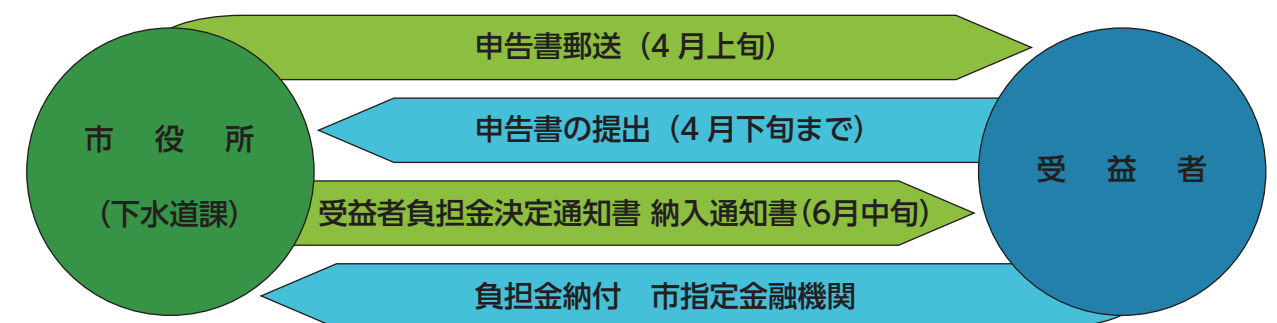 市役所
(下水道課)
申告書郵送(4月上旬)
申告書の提出(4月下旬まで)
受益者負担金決定通知書 納入通知書(6月中旬)
負担金納付 市指定金融機関
受益者